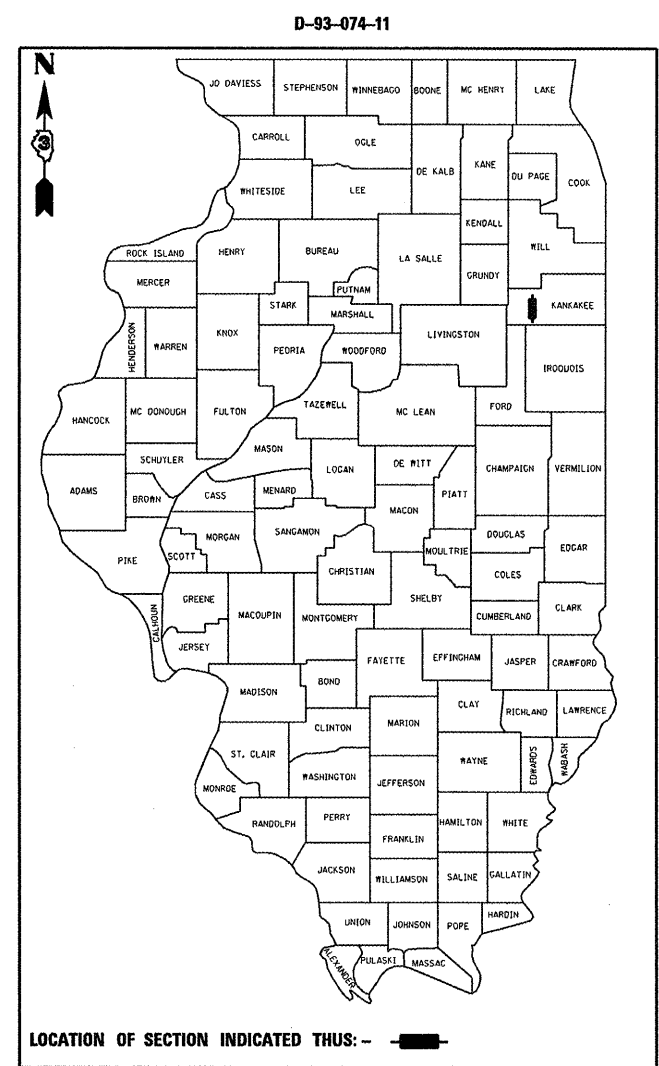 D-93-074-11
N
3
JO DAVIESS
STEPHENSON
WINNEBAGO
BOONE
MC HENRY
LAKE
CARROLL
OGLE
DE KALB
KANE
DU PAGE
COOK
WHITESIDE
LEE
KENDALL
WILL
ROCK ISLAND
HENRY
BUREAU
LA SALLE
GRUNDY
MERCER
PUTNAM
STARK
MARSHALL
KANKAKEE
HENDERSON
WARREN
KNOX
PEORIA
WOODFORD
LIVINGSTON
IROQUOIS
HANCOCK
MC DONOUGH
FULTON
TAZEWELL
MC LEAN
FORD
MASON
SCHUYLER
LOGAN
DE WITT
CHAMPAIGN
VERMILION
ADAMS
BROWN
CASS
MENARD
PIATT
MACON
PIKE
SCOTT
MORGAN
SANGAMON
MOULTRIE
DOUGLAS
EDGAR
CHRISTIAN
COLES
CALHOUN
GREENE
MACOUPIN
MONTGOMERY
SHELBY
CUMBERLAND
CLARK
JERSEY
FAYETTE
EFFINGHAM
JASPER
CRAWFORD
MADISON
BOND
CLAY
RICHLAND
LAWRENCE
CLINTON
MARION
ST. CLAIR
WAYNE
EDWARDS
WABASH
MONROE
WASHINGTON
JEFFERSON
RANDOLPH
PERRY
HAMILTON
WHITE
FRANKLIN
JACKSON
WILLIAMSON
SALINE
GALLATIN
UNION
JOHNSON
POPE
HARDIN
ALEXANDER
PULASKI
MASSAC
LOCATION OF SECTION INDICATED THUS: -